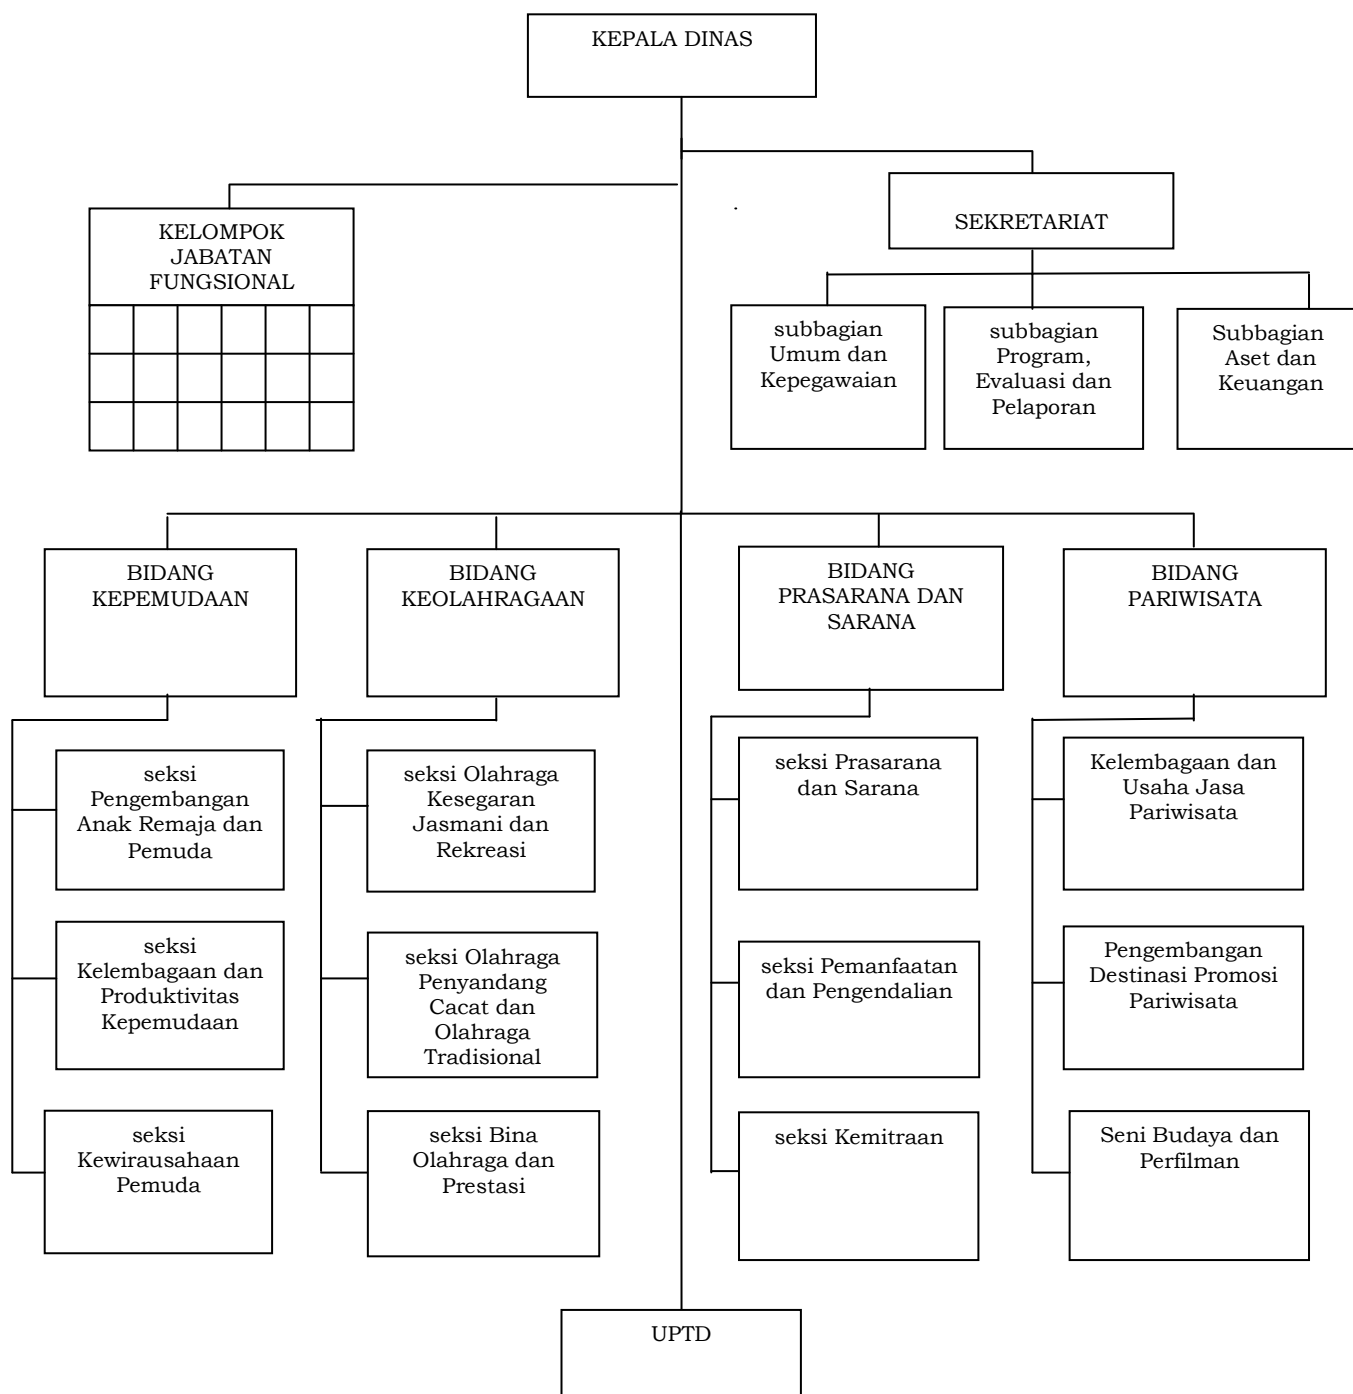 KEPALA DINAS
KELOMPOK
JABATAN
FUNGSIONAL
SEKRETARIAT
subbagian
Umum dan
Kepegawaian
subbagian
Program,
Evaluasi dan
Pelaporan
Subbagian
Aset dan
Keuangan
BIDANG
KEPEMUDAAN
BIDANG
KEOLAHRAGAAN
BIDANG
PRASARANA DAN
SARANA
BIDANG
PARIWISATA
seksi
Pengembangan
Anak Remaja dan
Pemuda
seksi
Kelembagaan dan
Produktivitas
Kepemudaan
seksi
Kewirausahaan
Pemuda
seksi Olahraga
Kesegaran
Jasmani dan
Rekreasi
seksi Olahraga
Penyandang
Cacat dan
Olahraga
Tradisional
seksi Bina
Olahraga dan
Prestasi
seksi Prasarana
dan Sarana
seksi Pemanfaatan
dan Pengendalian
seksi Kemitraan
Kelembagaan dan
Usaha Jasa
Pariwisata
Pengembangan
Destinasi Promosi
Pariwisata
Seni Budaya dan
Perfilman
UPTD